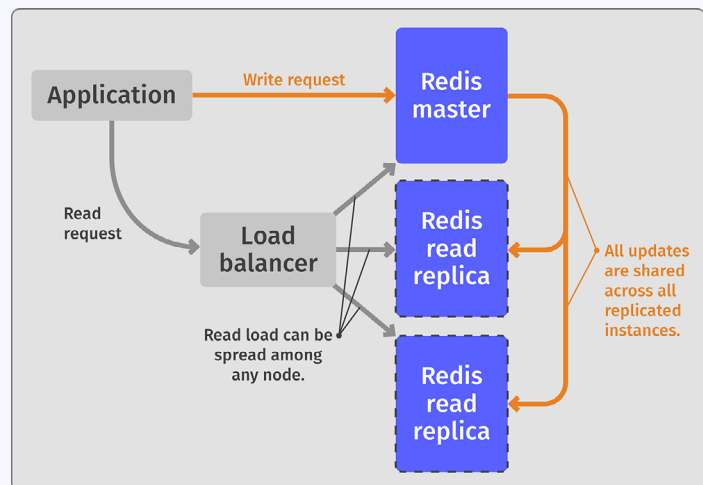 Application
Write request
Redis
master
Read
request
Load
balancer
Redis
read
replica
All updates
are shared
across all
replicated
instances.
Read load can be
spread among
any node.
Redis
read
replica